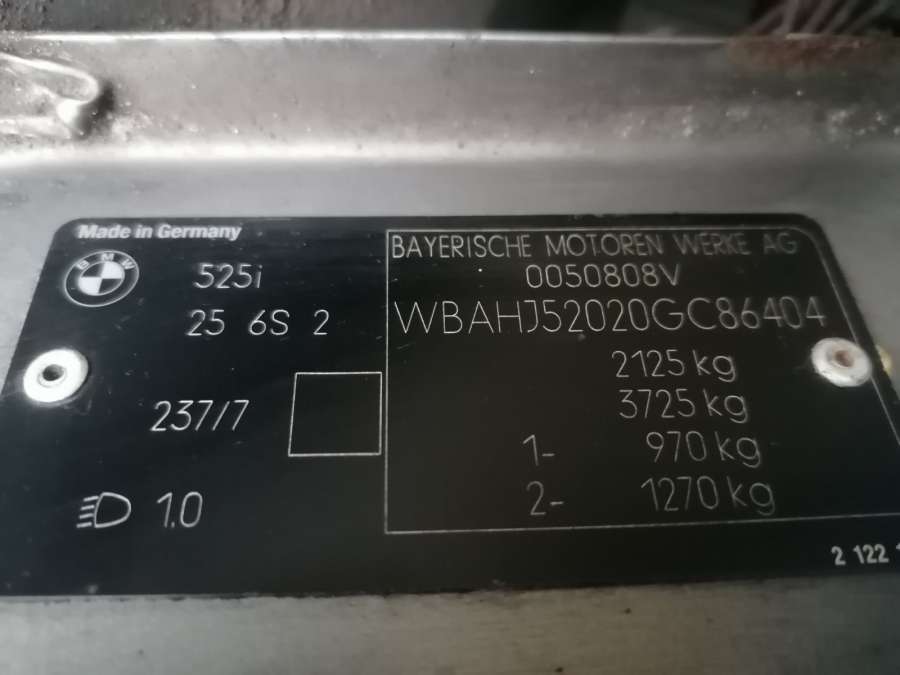 Made in Germany
BMW
525i
25 6S 2
237/7
1.0
BAYERISCHE MOTOREN WERKE AG
0050808V
WBAHJ52020GC86404
2125 kg
3725 kg
1- 970 kg
2- 1270 kg
2 122